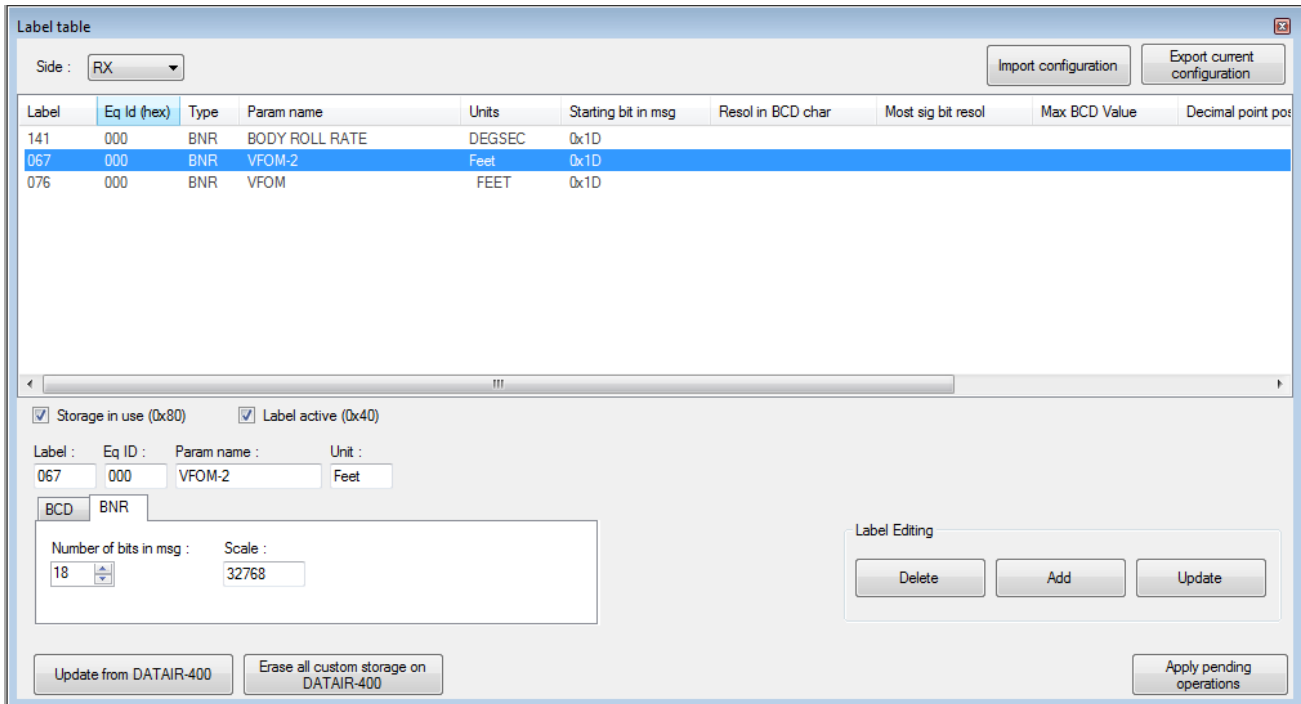 Label table
Side : RX Import configuration Export current configuration
Label Eq Id (hex) Type Param name Units Starting bit in msg Resol in BCD char Most sig bit resol Max BCD Value Decimal point pos
141 000 BNR BODY ROLL RATE DEGSEC 0x1D
067 000 BNR VFOM-2 Feet 0x1D
076 000 BNR VFOM FEET 0x1D
Storage in use (0x80) Label active (0x40)
Label : Eq ID : Param name : Unit :
067 000 VFOM-2 Feet
BCD BNR
Number of bits in msg : Scale :
18 32768
Label Editing
Delete Add Update
Update from DATAIR-400
Erase all custom storage on
DATAIR-400
Apply pending
operations